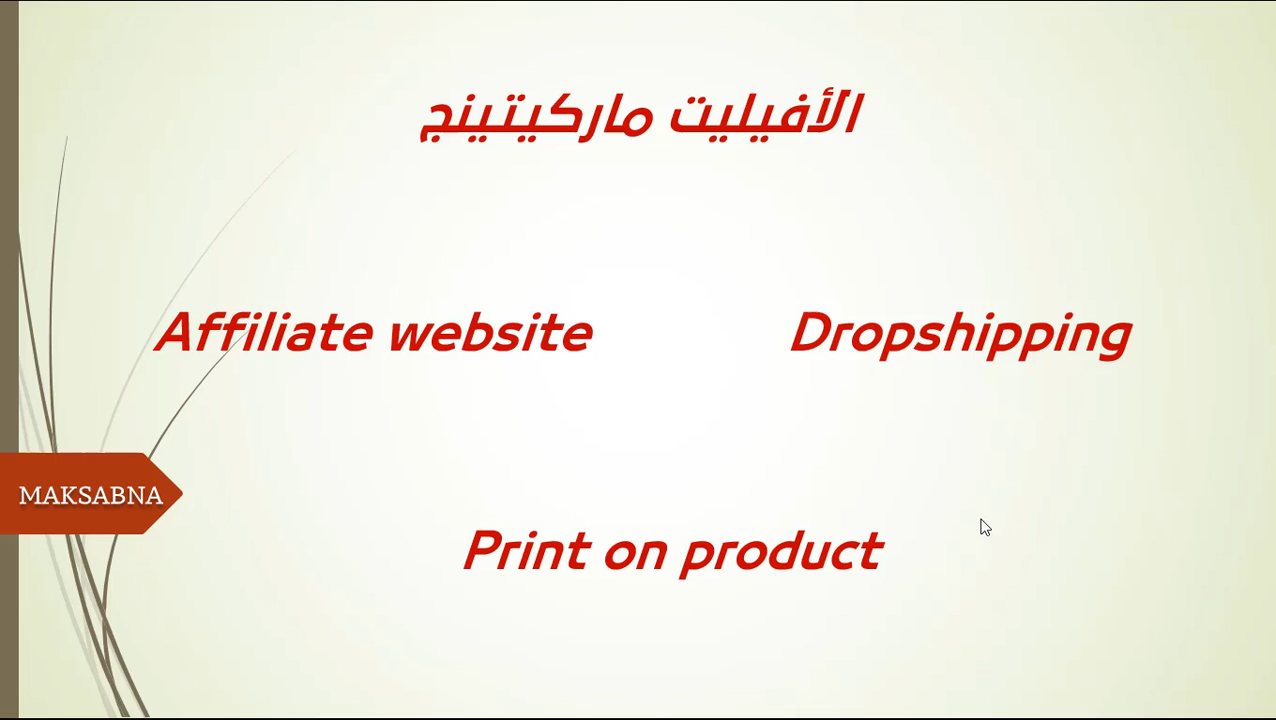 الأفيليت ماركيتينج
Affiliate website
Dropshipping
MAKSABNA
Print on product